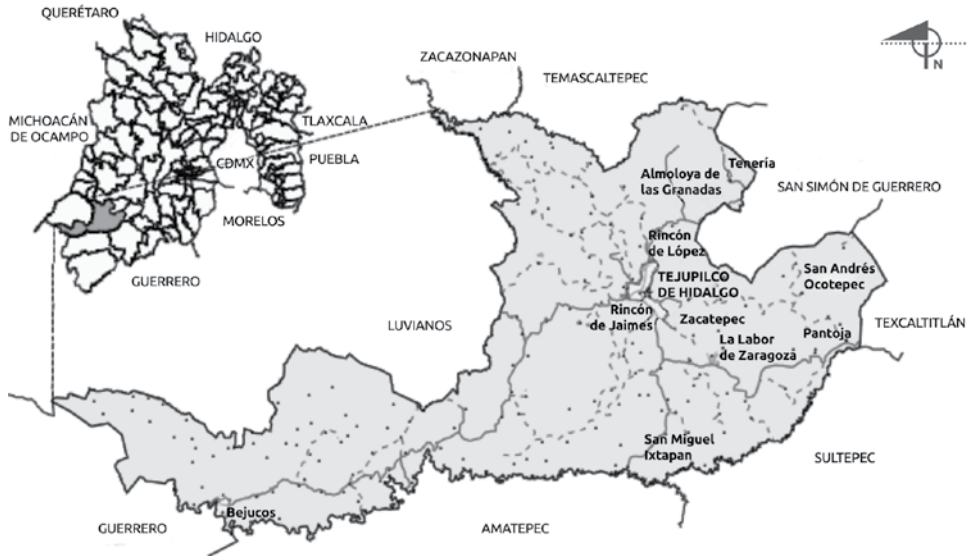 QUERÉTARO
HIDALGO
MICHOACÁN
DE OCAMPO
TLAXCALA
CDMX
PUEBLA
MORELOS
GUERRERO
ZACAZONAPAN
TEMASCALTEPEC
N
Almoloya de
las Granadas
Tenería
SAN SIMÓN DE GUERRERO
Rincón
de López
TEJUPILCO
DE HIDALGO
San Andrés
Ocotepec
Rincón
de Jaimes
Zacatepec
LUVIANOS
La Labor
de Zaragoza
Pantoja
TEXCALTITLÁN
San Miguel
Ixtapan
SULTEPEC
Bejucos
GUERRERO
AMATEPEC